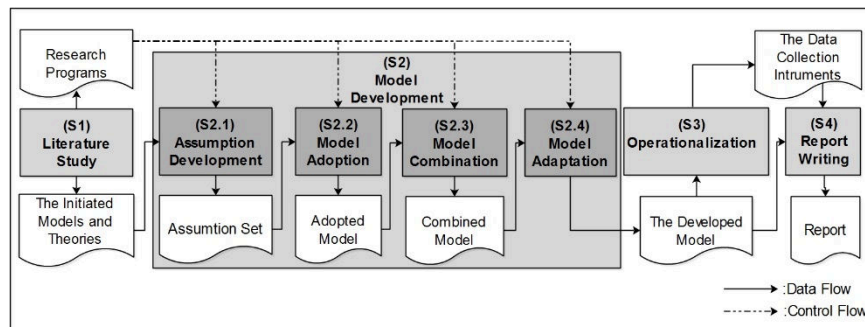 Research
Programs
(S1)
Literature
Study
The Initiated
Models and
Theories
(S2)
Model
Development
(S2.1)
Assumption
Development
Assumtion Set
(S2.2)
Model
Adoption
Adopted
Model
(S2.3)
Model
Combination
Combined
Model
(S2.4)
Model
Adaptation
(S3)
Operationalization
The Developed
Model
The Data
Collection
Intruments
(S4)
Report
Writing
Report
:Data Flow
:Control Flow